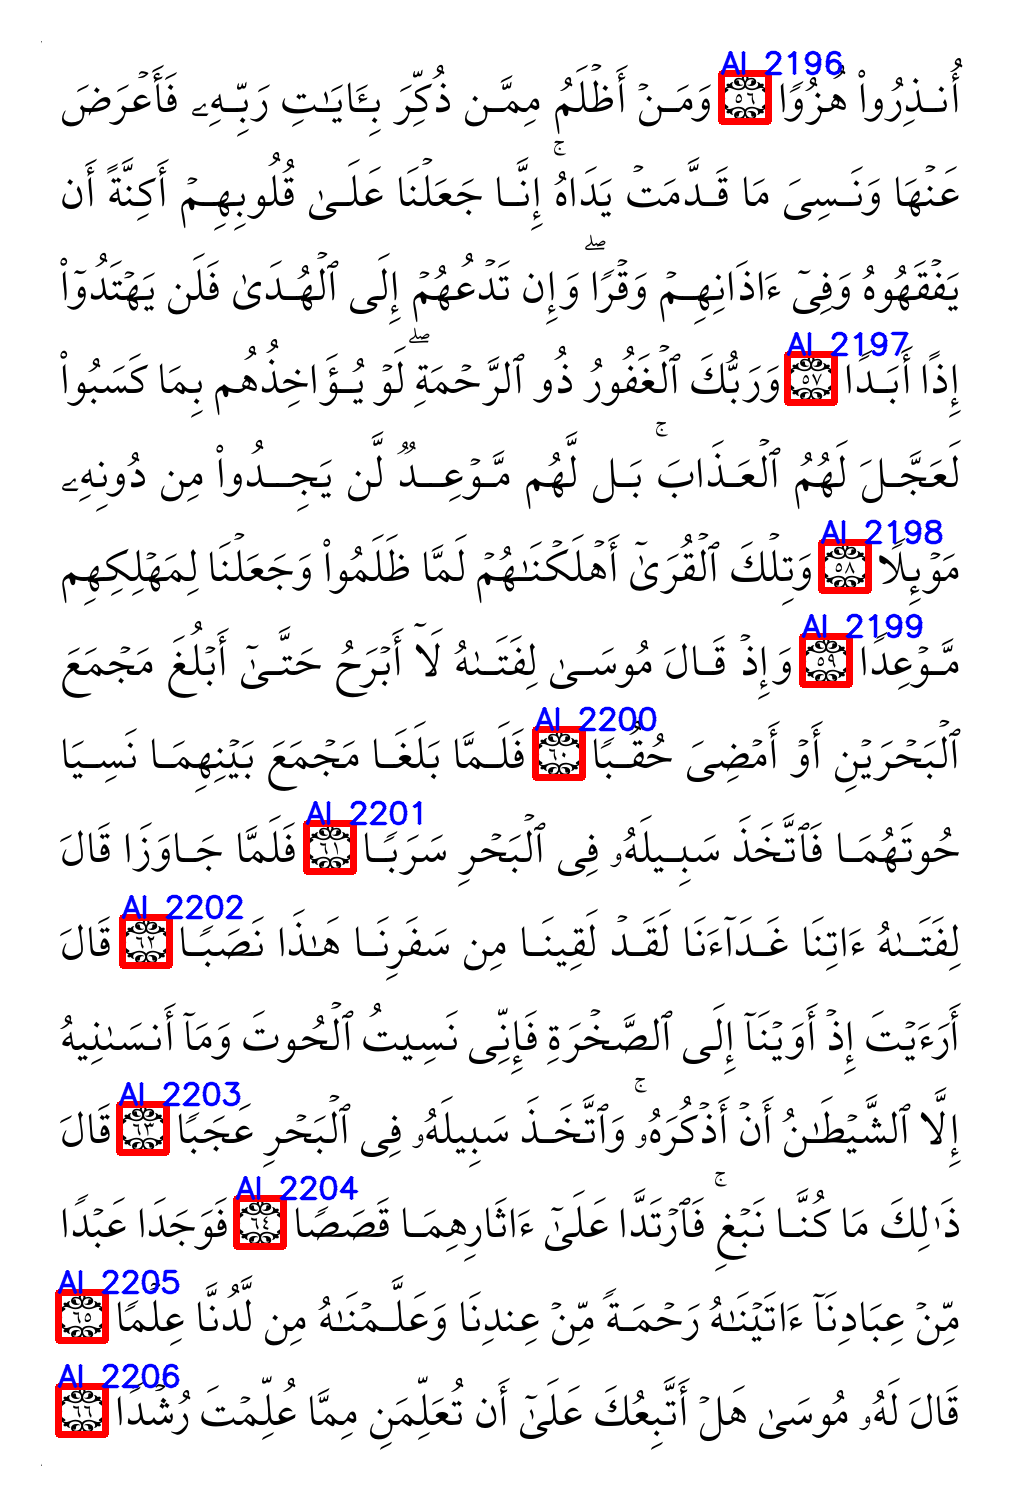 AI_2196
أُنذِرُوا۟ هُزُوًا ٥٦ وَمَنْ أَظْلَمُ مِمَّن ذُكِّرَ بِـَٔايَـٰتِ رَبِّهِۦ فَأَعْرَضَ
عَنْهَا وَنَسِىَ مَا قَدَّمَتْ يَدَاهُ ۚ إِنَّا جَعَلْنَا عَلَىٰ قُلُوبِهِمْ أَكِنَّةً أَن
يَفْقَهُوهُ وَفِىٓ ءَاذَانِهِمْ وَقْرًا ۖ وَإِن تَدْعُهُمْ إِلَى ٱلْهُدَىٰ فَلَن يَهْتَدُوٓا۟
AI_2197
إِذًا أَبَدًا ٥٧ وَرَبُّكَ ٱلْغَفُورُ ذُو ٱلرَّحْمَةِ ۖ لَوْ يُؤَاخِذُهُم بِمَا كَسَبُوا۟
لَعَجَّلَ لَهُمُ ٱلْعَذَابَ ۚ بَل لَّهُم مَّوْعِدٌ لَّن يَجِدُوا۟ مِن دُونِهِۦ
AI_2198
مَوْئِلًا ٥٨ وَتِلْكَ ٱلْقُرَىٰٓ أَهْلَكْنَـٰهُمْ لَمَّا ظَلَمُوا۟ وَجَعَلْنَا لِمَهْلِكِهِم
AI_2199
مَّوْعِدًا ٥٩ وَإِذْ قَالَ مُوسَىٰ لِفَتَىٰهُ لَآ أَبْرَحُ حَتَّىٰٓ أَبْلُغَ مَجْمَعَ
AI_2200
ٱلْبَحْرَيْنِ أَوْ أَمْضِىَ حُقُبًا ٦٠ فَلَمَّا بَلَغَا مَجْمَعَ بَيْنِهِمَا نَسِيَا
AI_2201
حُوتَهُمَا فَٱتَّخَذَ سَبِيلَهُۥ فِى ٱلْبَحْرِ سَرَبًا ٦١ فَلَمَّا جَاوَزَا قَالَ
AI_2202
لِفَتَىٰهُ ءَاتِنَا غَدَآءَنَا لَقَدْ لَقِينَا مِن سَفَرِنَا هَـٰذَا نَصَبًا ٦٢ قَالَ
أَرَءَيْتَ إِذْ أَوَيْنَآ إِلَى ٱلصَّخْرَةِ فَإِنِّى نَسِيتُ ٱلْحُوتَ وَمَآ أَنسَىٰنِيهُ
AI_2203
إِلَّا ٱلشَّيْطَـٰنُ أَنْ أَذْكُرَهُۥ ۚ وَٱتَّخَذَ سَبِيلَهُۥ فِى ٱلْبَحْرِ عَجَبًا ٦٣ قَالَ
AI_2204
ذَٰلِكَ مَا كُنَّا نَبْغِ ۚ فَٱرْتَدَّا عَلَىٰٓ ءَاثَارِهِمَا قَصَصًا ٦٤ فَوَجَدَا عَبْدًا
AI_2205
مِّنْ عِبَادِنَآ ءَاتَيْنَـٰهُ رَحْمَةً مِّنْ عِندِنَا وَعَلَّمْنَـٰهُ مِن لَّدُنَّا عِلْمًا ٦٥
AI_2206
قَالَ لَهُۥ مُوسَىٰ هَلْ أَتَّبِعُكَ عَلَىٰٓ أَن تُعَلِّمَنِ مِمَّا عُلِّمْتَ رُشْدًا ٦٦